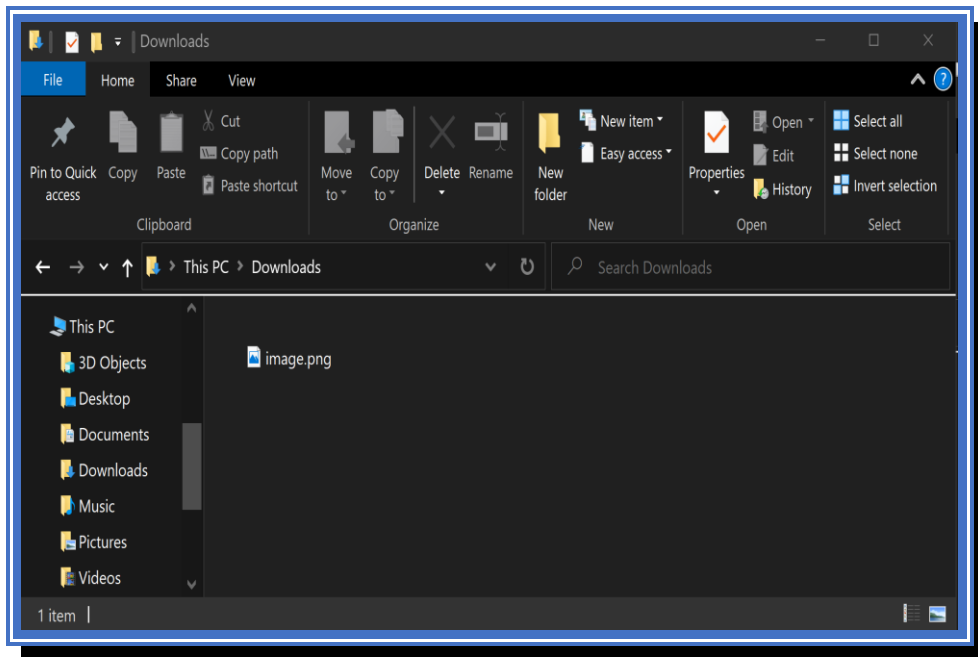 Downloads
File Home Share View
Pin to Quick access
Copy
Paste
Cut
Copy path
Paste shortcut
Clipboard
Move to
Copy to
Delete
Rename
Organize
New folder
New item
Easy access
New
Properties
Open
Edit
History
Open
Select all
Select none
Invert selection
Select
This PC > Downloads
Search Downloads
This PC
3D Objects
Desktop
Documents
Downloads
Music
Pictures
Videos
image.png
1 item